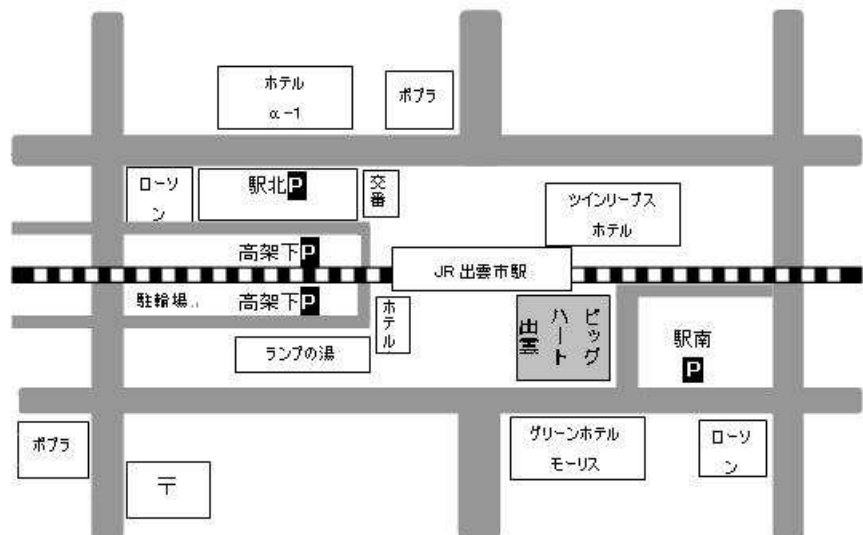 ホテル
α-1
ポプラ
ローソ
ン
駅北P
交
番
ツインリーブス
ホテル
高架下P
JR 出雲市駅
駐輪場..
高架下P
ホテル
ビッグ
ハート
出雲
駅南
P
ランプの湯
ポプラ
〒
グリーンホテル
モーリス
ローソ
ン